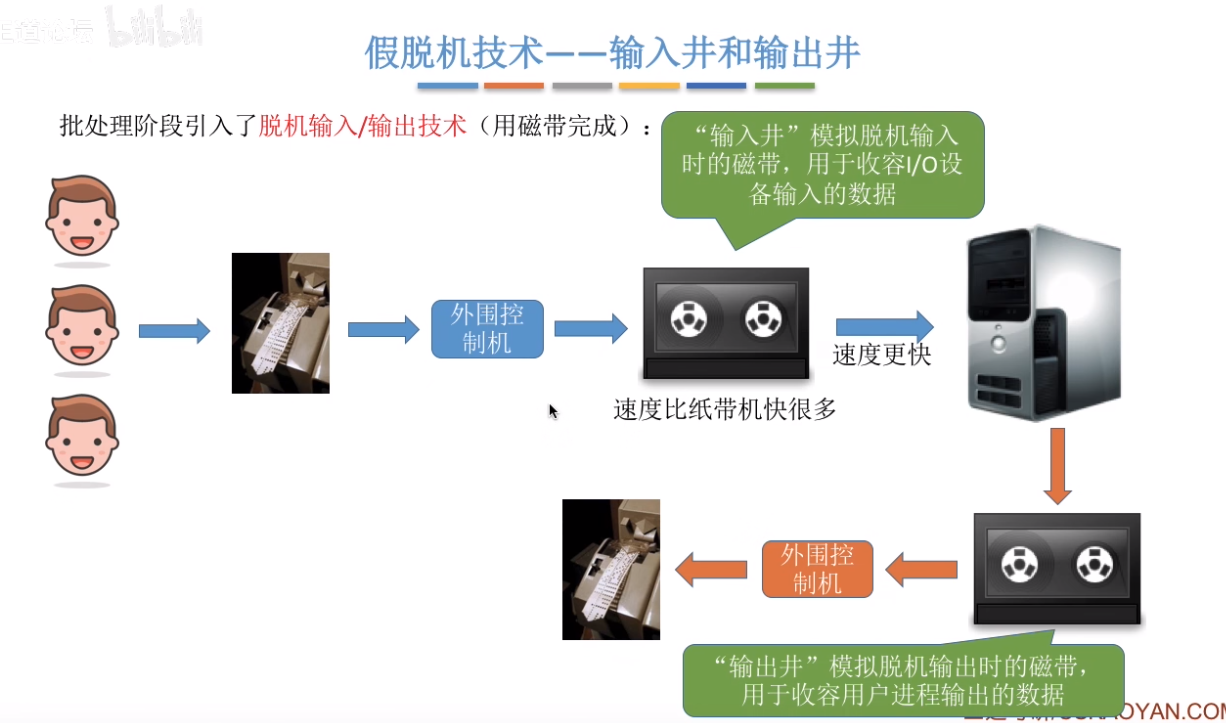 bilibili
假脱机技术——输入井和输出井
批处理阶段引入了脱机输入/输出技术（用磁带完成）：
“输入井”模拟脱机输入
时的磁带，用于收容I/O设
备输入的数据
外围控
制机
速度更快
速度比纸带机快很多
外围控
制机
“输出井”模拟脱机输出时的磁带，
用于收容用户进程输出的数据